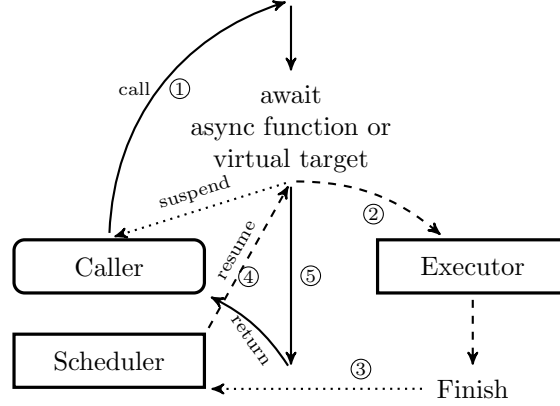 call ①
await
async function or
virtual target
suspend
②
Caller
resume
④
⑤
Executor
return
Scheduler
③
Finish